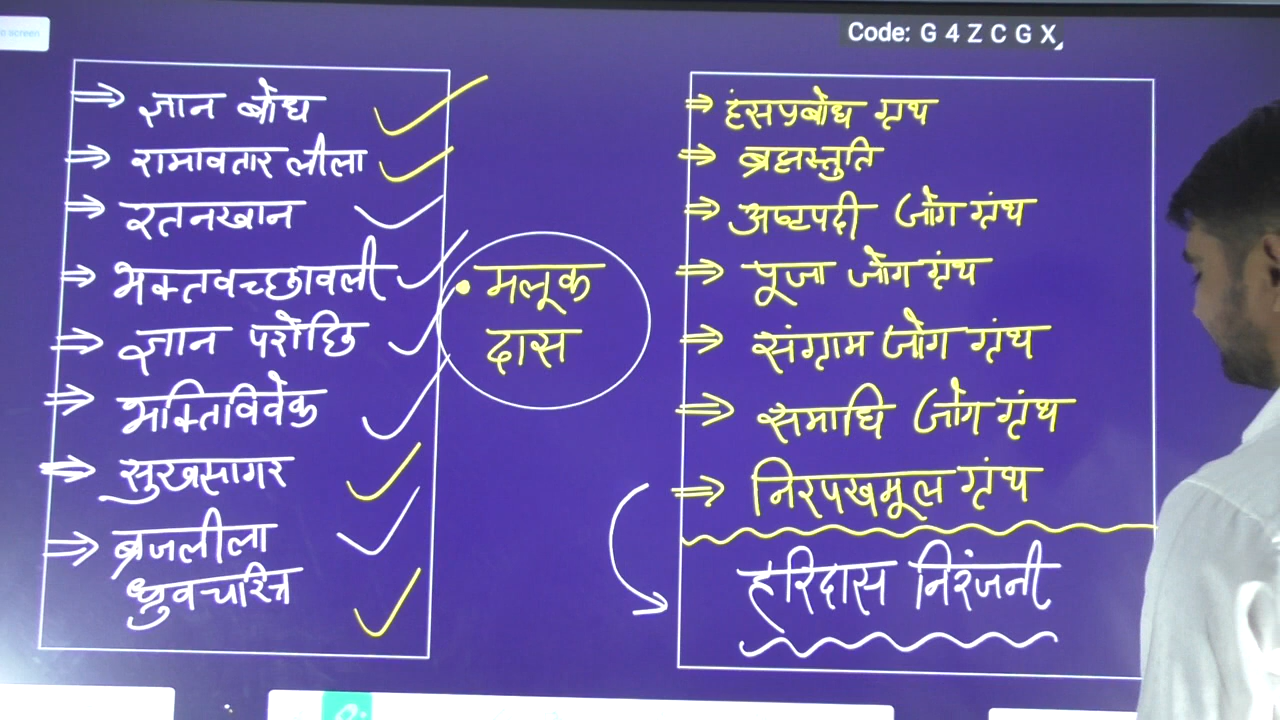 screen
Code: G 4 Z C G X
⇒ ज्ञान बोध
⇒ रामावतार लीला
⇒ रतनखान
⇒ भक्तवच्छावली
⇒ ज्ञान परोछि
⇒ भक्तिविवेक
⇒ सुखसागर
⇒ ब्रजलीला
ध्रुवचरित्र
• मलूक
दास
⇒ हंसप्रबोध ग्रंथ
⇒ ब्रह्मस्तुति
⇒ अष्टपदी जोग ग्रंथ
⇒ पूजा जोग ग्रंथ
⇒ संग्राम जोग ग्रंथ
⇒ समाधि जोग ग्रंथ
⇒ निरपखमूल ग्रंथ
हरिदास निरंजनी